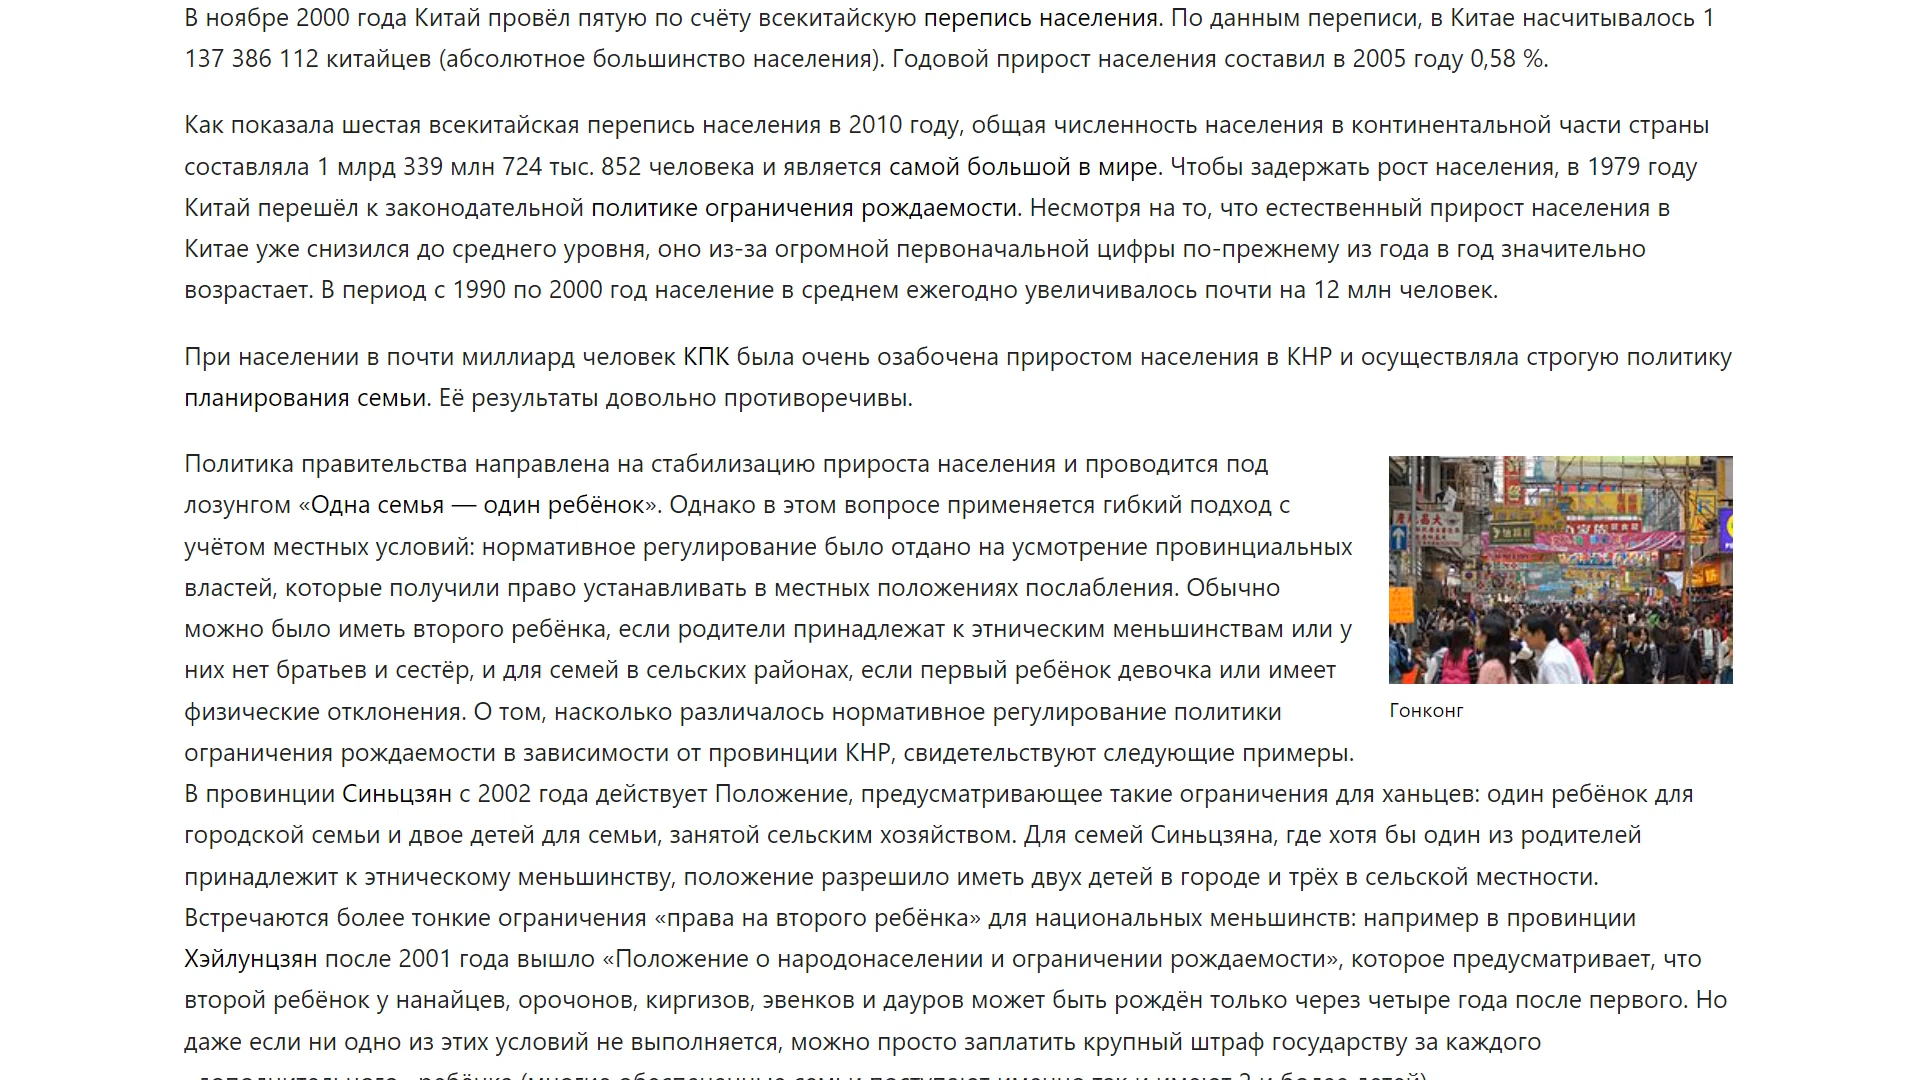 В ноябре 2000 года Китай провёл пятую по счёту всекитайскую перепись населения. По данным переписи, в Китае насчитывалось 1
137 386 112 китайцев (абсолютное большинство населения). Годовой прирост населения составил в 2005 году 0,58 %.
Как показала шестая всекитайская перепись населения в 2010 году, общая численность населения в континентальной части страны
составляла 1 млрд 339 млн 724 тыс. 852 человека и является самой большой в мире. Чтобы задержать рост населения, в 1979 году
Китай перешёл к законодательной политике ограничения рождаемости. Несмотря на то, что естественный прирост населения в
Китае уже снизился до среднего уровня, оно из-за огромной первоначальной цифры по-прежнему из года в год значительно
возрастает. В период с 1990 по 2000 год население в среднем ежегодно увеличивалось почти на 12 млн человек.
При населении в почти миллиард человек КПК была очень озабочена приростом населения в КНР и осуществляла строгую политику
планирования семьи. Её результаты довольно противоречивы.
Политика правительства направлена на стабилизацию прироста населения и проводится под
лозунгом «Одна семья — один ребёнок». Однако в этом вопросе применяется гибкий подход с
учётом местных условий: нормативное регулирование было отдано на усмотрение провинциальных
властей, которые получили право устанавливать в местных положениях послабления. Обычно
можно было иметь второго ребёнка, если родители принадлежат к этническим меньшинствам или у
них нет братьев и сестёр, и для семей в сельских районах, если первый ребёнок девочка или имеет
физические отклонения. О том, насколько различалось нормативное регулирование политики
ограничения рождаемости в зависимости от провинции КНР, свидетельствуют следующие примеры.
Гонконг
В провинции Синьцзян с 2002 года действует Положение, предусматривающее такие ограничения для ханьцев: один ребёнок для
городской семьи и двое детей для семьи, занятой сельским хозяйством. Для семей Синьцзяна, где хотя бы один из родителей
принадлежит к этническому меньшинству, положение разрешило иметь двух детей в городе и трёх в сельской местности.
Встречаются более тонкие ограничения «права на второго ребёнка» для национальных меньшинств: например в провинции
Хэйлунцзян после 2001 года вышло «Положение о народонаселении и ограничении рождаемости», которое предусматривает, что
второй ребёнок у нанайцев, орочонов, киргизов, эвенков и дауров может быть рождён только через четыре года после первого. Но
даже если ни одно из этих условий не выполняется, можно просто заплатить крупный штраф государству за каждого